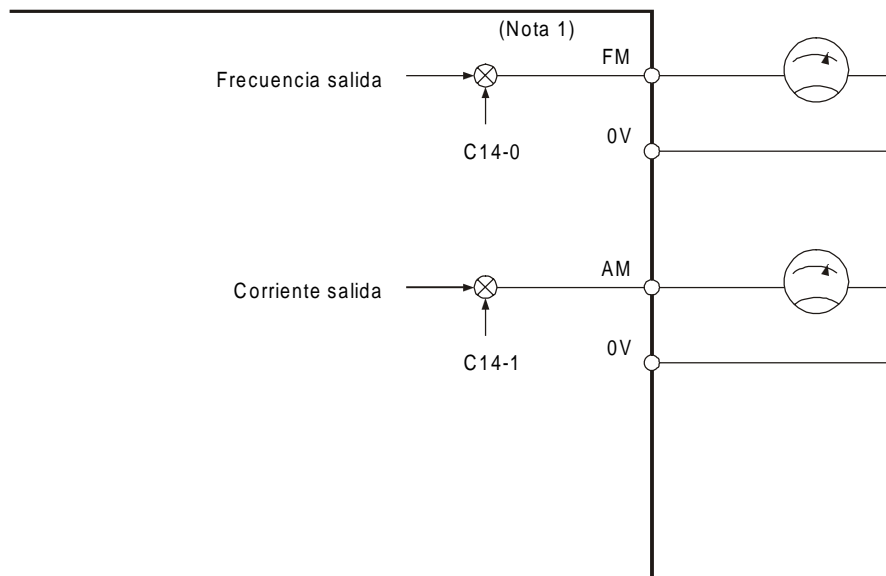 (Nota 1)
FM
Frecuencia salida
C14-0
0V
AM
Corriente salida
C14-1
0V